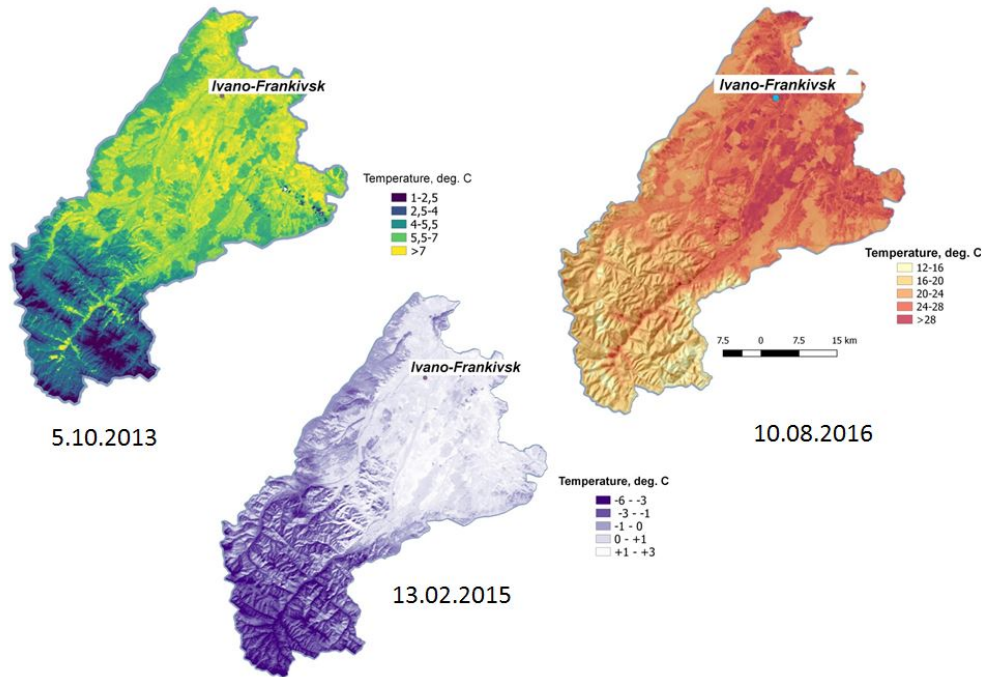 Ivano-Frankivsk
Temperature, deg. C
1-2,5
2,5-4
4-5,5
5,5-7
>7
5.10.2013
Ivano-Frankivsk
Temperature, deg. C
12-16
16-20
20-24
24-28
>28
7.5 0 7.5 15 km
10.08.2016
Ivano-Frankivsk
Temperature, deg. C
-6 - -3
-3 - -1
-1 - 0
0 - +1
+1 - +3
13.02.2015